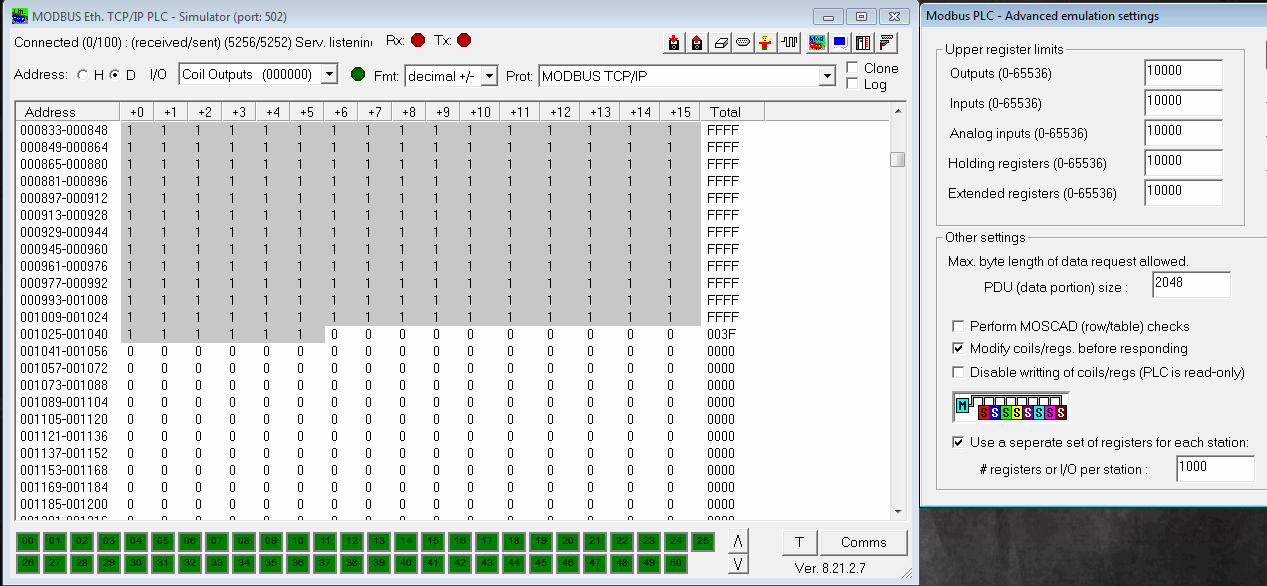 MODBUS Eth. TCP/IP PLC - Simulator (port: 502)
Connected (0/100) : (received/sent) (5256/5252) Serv. listening
Rx: Tx:
Address: H D I/O Coil Outputs (000000) Fmt: decimal +/- Prot: MODBUS TCP/IP Clone
Log
Address +0 +1 +2 +3 +4 +5 +6 +7 +8 +9 +10 +11 +12 +13 +14 +15 Total
000833-000848 1 1 1 1 1 1 1 1 1 1 1 1 1 1 1 1 FFFF
000849-000864 1 1 1 1 1 1 1 1 1 1 1 1 1 1 1 1 FFFF
000865-000880 1 1 1 1 1 1 1 1 1 1 1 1 1 1 1 1 FFFF
000881-000896 1 1 1 1 1 1 1 1 1 1 1 1 1 1 1 1 FFFF
000897-000912 1 1 1 1 1 1 1 1 1 1 1 1 1 1 1 1 FFFF
000913-000928 1 1 1 1 1 1 1 1 1 1 1 1 1 1 1 1 FFFF
000929-000944 1 1 1 1 1 1 1 1 1 1 1 1 1 1 1 1 FFFF
000945-000960 1 1 1 1 1 1 1 1 1 1 1 1 1 1 1 1 FFFF
000961-000976 1 1 1 1 1 1 1 1 1 1 1 1 1 1 1 1 FFFF
000977-000992 1 1 1 1 1 1 1 1 1 1 1 1 1 1 1 1 FFFF
000993-001008 1 1 1 1 1 1 1 1 1 1 1 1 1 1 1 1 FFFF
001009-001024 1 1 1 1 1 1 1 1 1 1 1 1 1 1 1 1 FFFF
001025-001040 1 1 1 1 1 1 0 0 0 0 0 0 0 0 0 0 003F
001041-001056 0 0 0 0 0 0 0 0 0 0 0 0 0 0 0 0 0000
001057-001072 0 0 0 0 0 0 0 0 0 0 0 0 0 0 0 0 0000
001073-001088 0 0 0 0 0 0 0 0 0 0 0 0 0 0 0 0 0000
001089-001104 0 0 0 0 0 0 0 0 0 0 0 0 0 0 0 0 0000
001105-001120 0 0 0 0 0 0 0 0 0 0 0 0 0 0 0 0 0000
001121-001136 0 0 0 0 0 0 0 0 0 0 0 0 0 0 0 0 0000
001137-001152 0 0 0 0 0 0 0 0 0 0 0 0 0 0 0 0 0000
001153-001168 0 0 0 0 0 0 0 0 0 0 0 0 0 0 0 0 0000
001169-001184 0 0 0 0 0 0 0 0 0 0 0 0 0 0 0 0 0000
001185-001200 0 0 0 0 0 0 0 0 0 0 0 0 0 0 0 0 0000
00 01 02 03 04 05 06 07 08 09 10 11 12 13 14 15 16 17 18 19 20 21 22 23 24 25
26 27 28 29 30 31 32 33 34 35 36 37 38 39 40 41 42 43 44 45 46 47 48 49 50
T Comms
Ver. 8.21.2.7
Modbus PLC - Advanced emulation settings
Upper register limits
Outputs (0-65536) 10000
Inputs (0-65536) 10000
Analog inputs (0-65536) 10000
Holding registers (0-65536) 10000
Extended registers (0-65536) 10000
Other settings
Max. byte length of data request allowed.
PDU (data portion) size : 2048
Perform MOSCAD (row/table) checks
Modify coils/regs. before responding
Disable writting of coils/regs (PLC is read-only)
M S S S S S S S S
Use a seperate set of registers for each station:
# registers or I/O per station : 1000